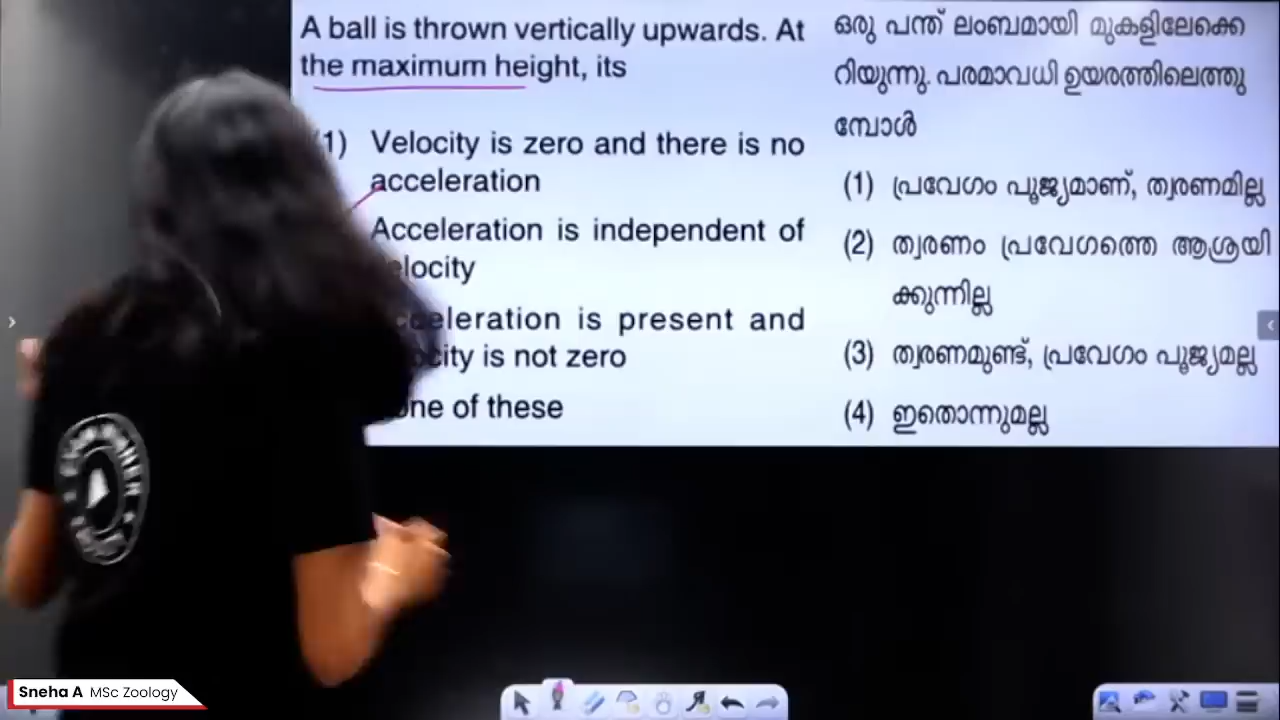 A ball is thrown vertically upwards. At
the maximum height, its
1) Velocity is zero and there is no
acceleration
Acceleration is independent of
elocity
eleration is present and
ocity is not zero
one of these
ഒരു പന്ത് ലംബമായി മുകളിലേക്കെ
റിയുന്നു. പരമാവധി ഉയരത്തിലെത്തു
മ്പോൾ
(1) പ്രവേഗം പൂജ്യമാണ്, ത്വരണമില്ല
(2) ത്വരണം പ്രവേഗത്തെ ആശ്രയി
ക്കുന്നില്ല
(3) ത്വരണമുണ്ട്, പ്രവേഗം പൂജ്യമല്ല
(4) ഇതൊന്നുമല്ല
Sneha A MSc Zoology